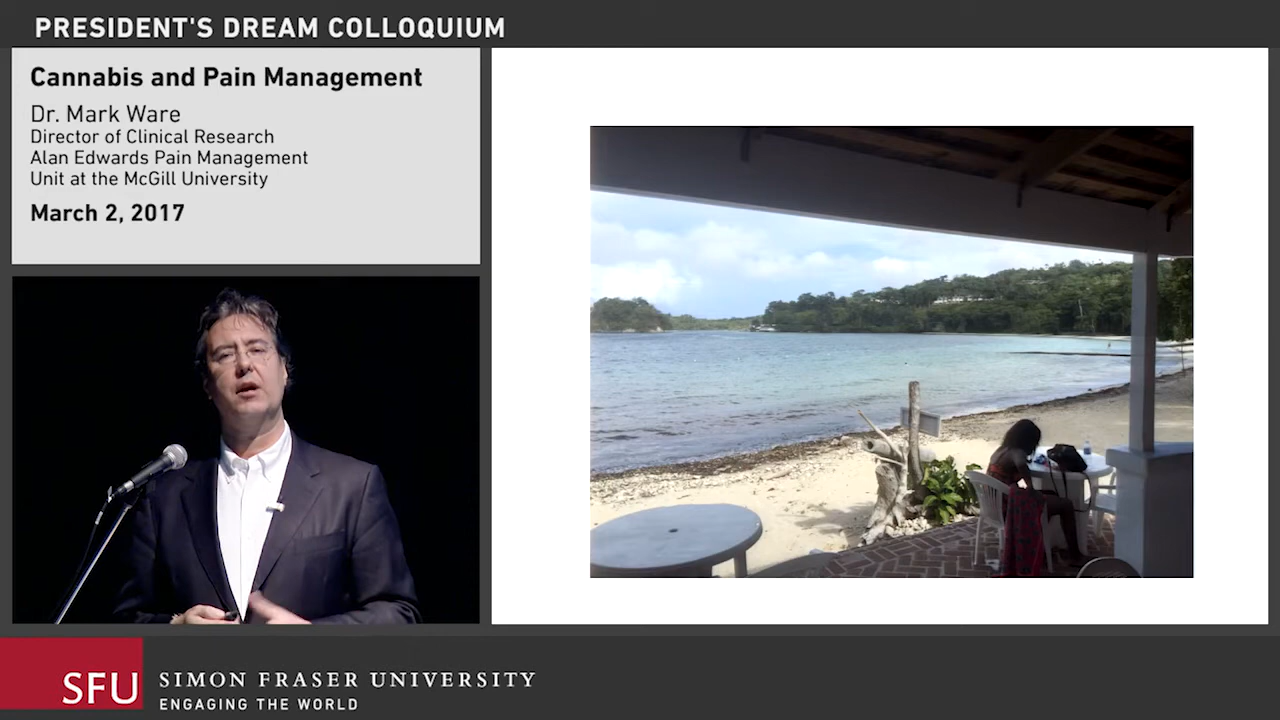 PRESIDENT'S DREAM COLLOQUIUM
Cannabis and Pain Management
Dr. Mark Ware
Director of Clinical Research
Alan Edwards Pain Management
Unit at the McGill University
March 2, 2017
SFU
SIMON FRASER UNIVERSITY
ENGAGING THE WORLD